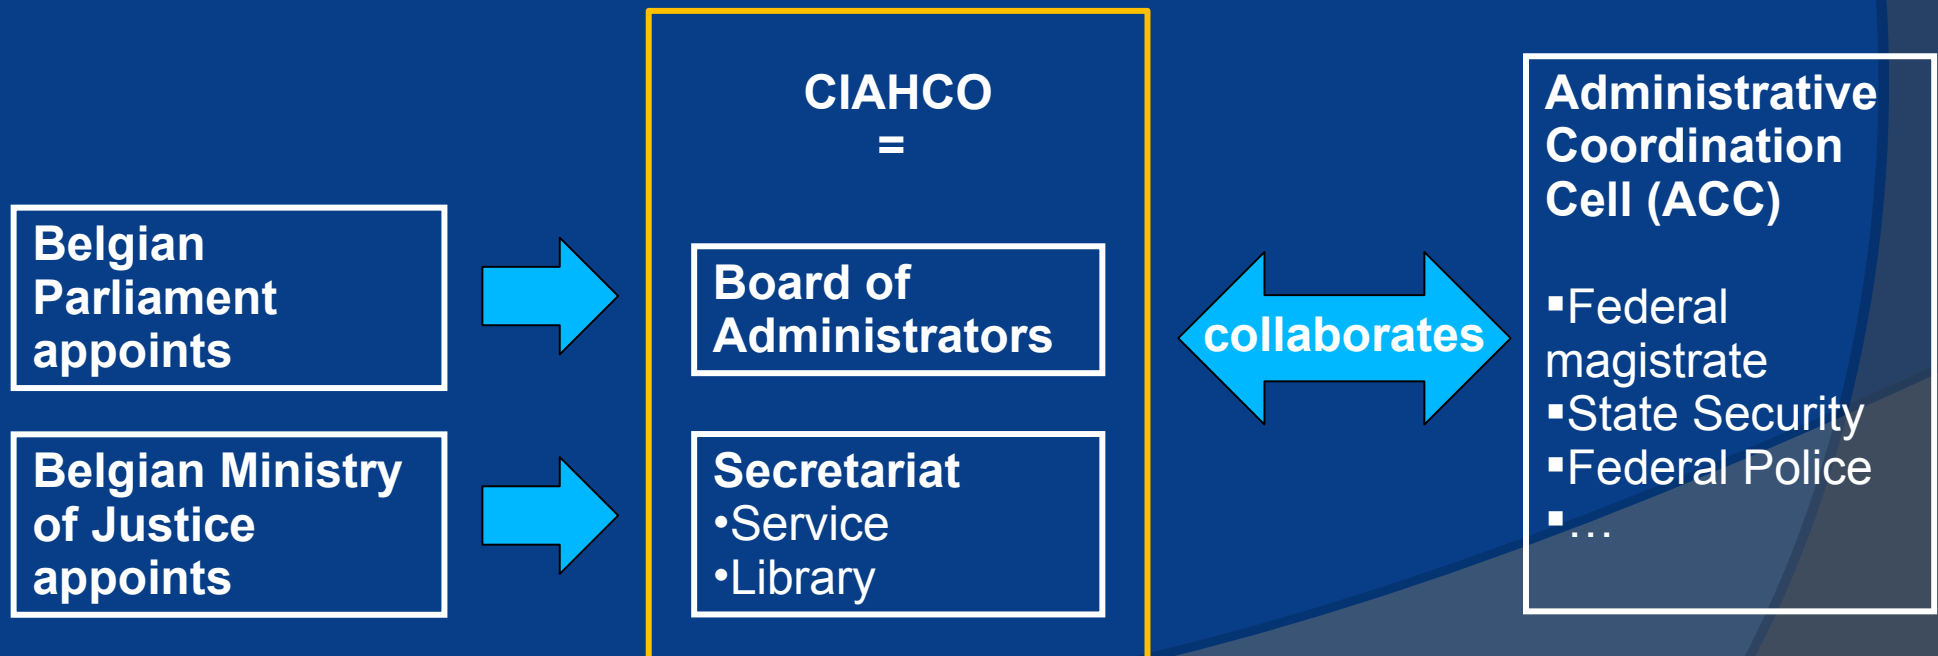 CIAHCO
=
Belgian
Parliament
appoints
Board of
Administrators
Belgian Ministry
of Justice
appoints
Secretariat
•Service
•Library
collaborates
Administrative
Coordination
Cell (ACC)
▪Federal
magistrate
▪State Security
▪Federal Police
▪…